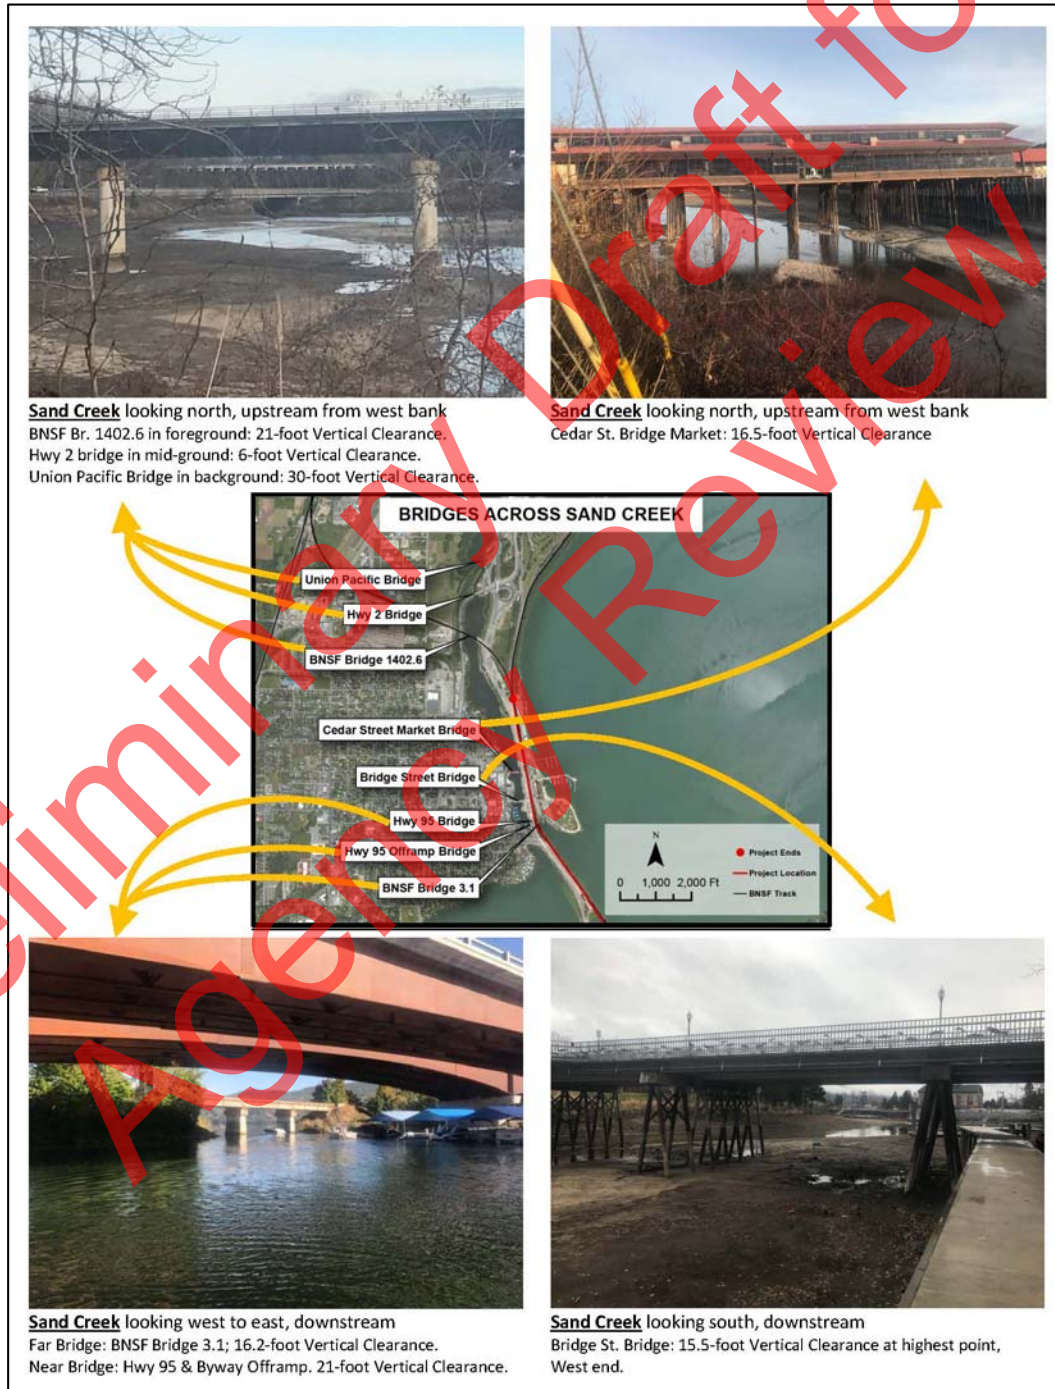 Sand Creek looking north, upstream from west bank
BNSF Br. 1402.6 in foreground: 21-foot Vertical Clearance.
Hwy 2 bridge in mid-ground: 6-foot Vertical Clearance.
Union Pacific Bridge in background: 30-foot Vertical Clearance.
Sand Creek looking north, upstream from west bank
Cedar St. Bridge Market: 16.5-foot Vertical Clearance
BRIDGES ACROSS SAND CREEK
Union Pacific Bridge
Hwy 2 Bridge
BNSF Bridge 1402.6
Cedar Street Market Bridge
Bridge Street Bridge
Hwy 95 Bridge
Hwy 95 Offramp Bridge
BNSF Bridge 3.1
N
0 1,000 2,000 Ft
Project Ends
Project Location
BNSF Track
Sand Creek looking west to east, downstream
Far Bridge: BNSF Bridge 3.1; 16.2-foot Vertical Clearance.
Near Bridge: Hwy 95 & Byway Offramp. 21-foot Vertical Clearance.
Sand Creek looking south, downstream
Bridge St. Bridge: 15.5-foot Vertical Clearance at highest point,
West end.
eliminary Draft fo
Agency Review